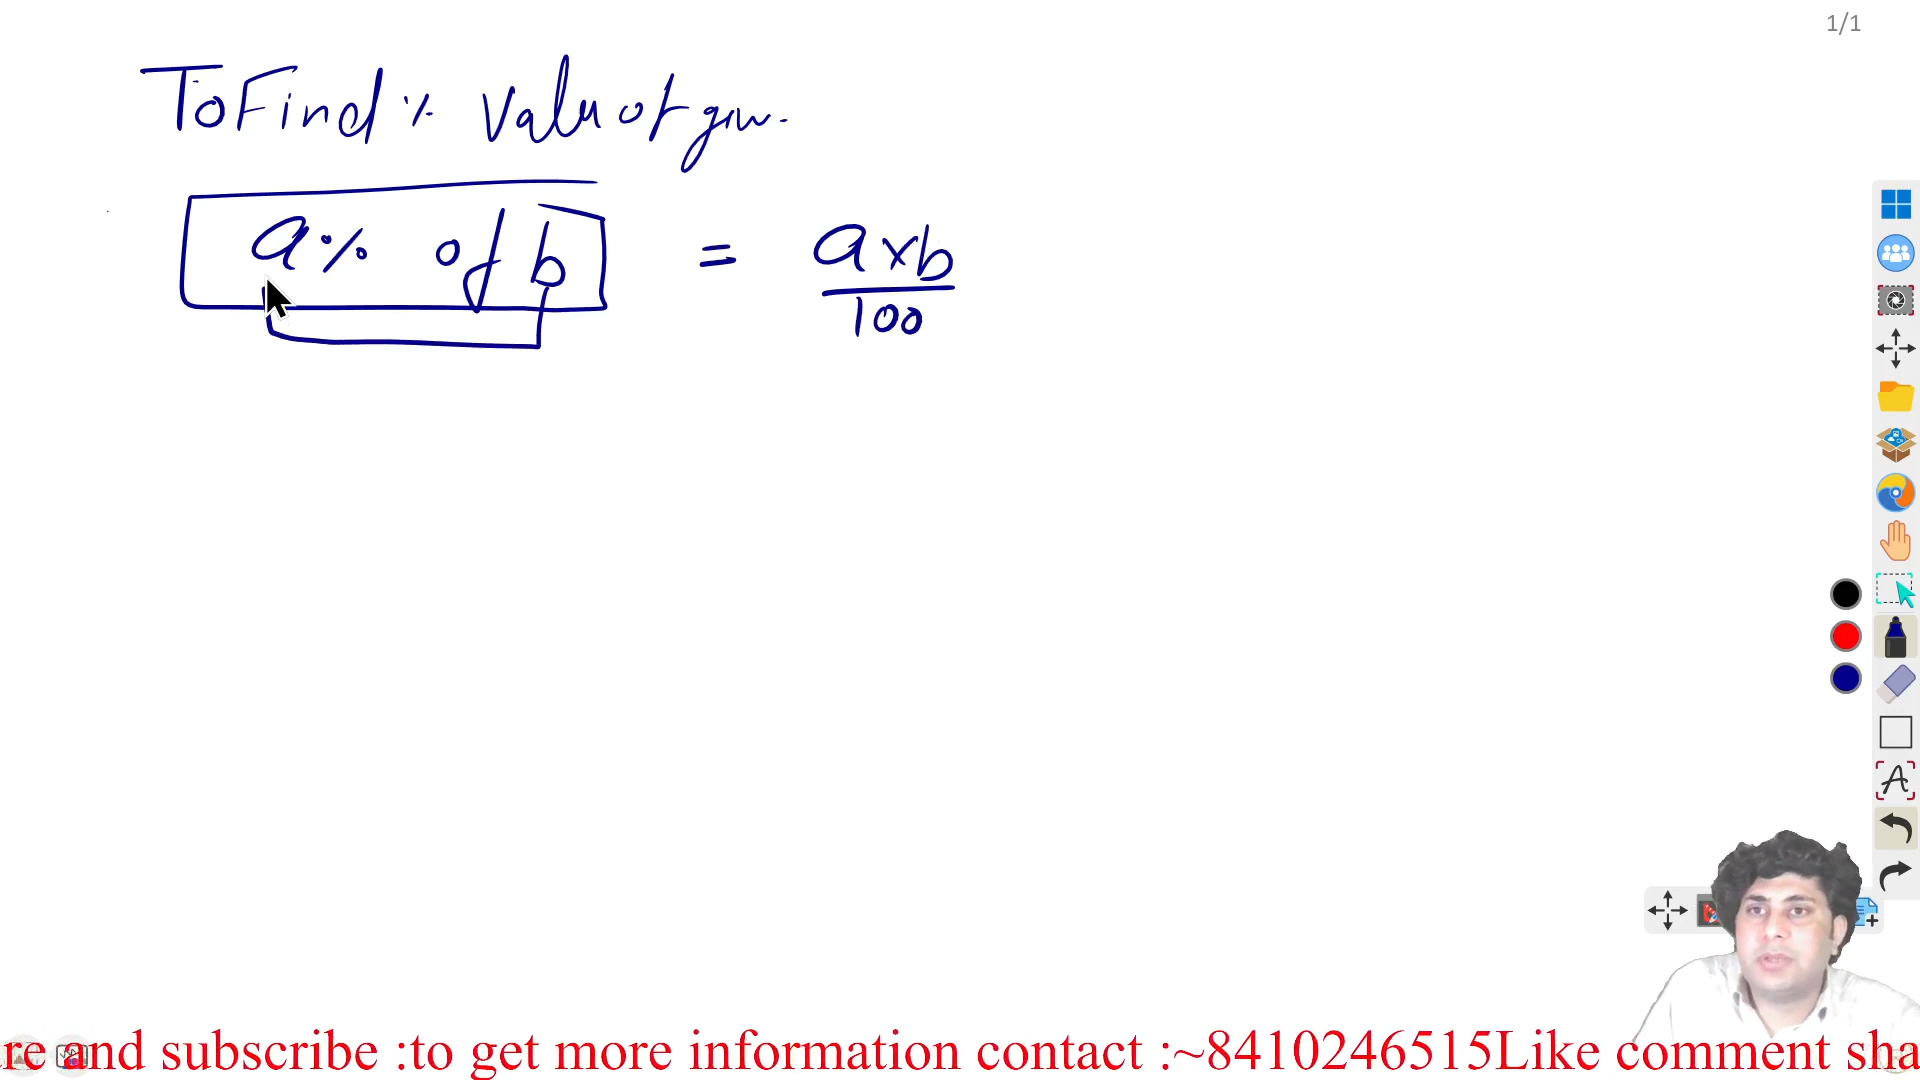 1/1
To Find % Value of giv.
a% of b = a×b
100
re and subscribe :to get more information contact :~8410246515Like comment sha